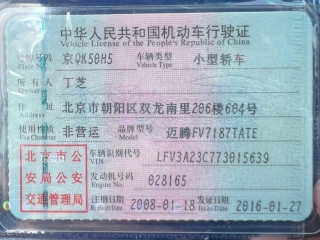 中华人民共和国机动车行驶证
Vehicle License of the People's Republic of China
号牌号码 京QK50H5 车辆类型 小型轿车
Plate No. Vehicle Type
所有人 丁芝
Owner
住址 北京市朝阳区双龙南里206楼604号
Address
使用性质 非营运 品牌型号 迈腾FV7187TATE
Use Character Model
北京市公安局公安交通管理局
车辆识别代号 LFV3A23C773015639
VIN
发动机号码 028165
Engine No.
注册日期 2008-01-18 发证日期 2016-01-27
Register Date Issue Date